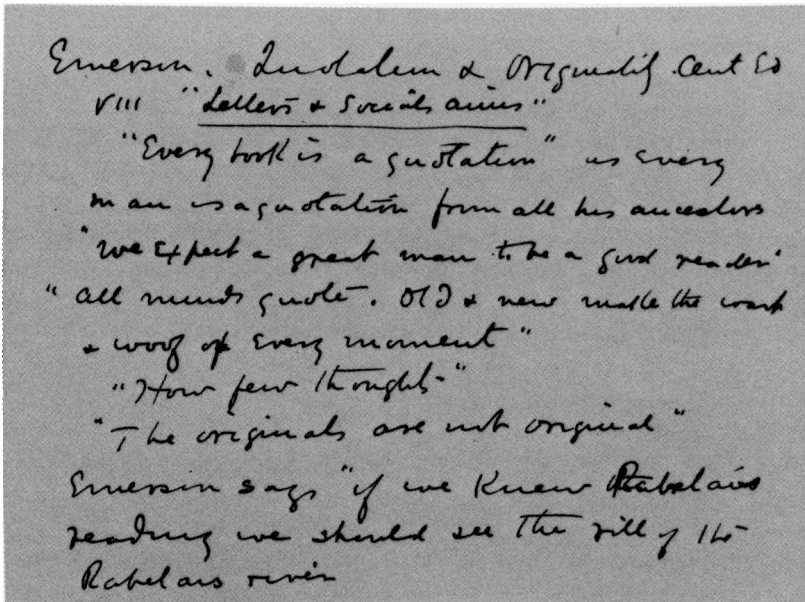 Emerson. Quotation & Originality. Cent Ed
VIII "Letters & Social aims"
"Every book is a quotation" us every
man is a quotation from all his ancestors
"We expect a great man to be a good reader"
"all minds quote. Old & new make the warp
& woof of every moment"
"How few thoughts"
"The originals are not original"
Emerson says "if we knew Rabelais
reading we should see the rill of the
Rabelais river